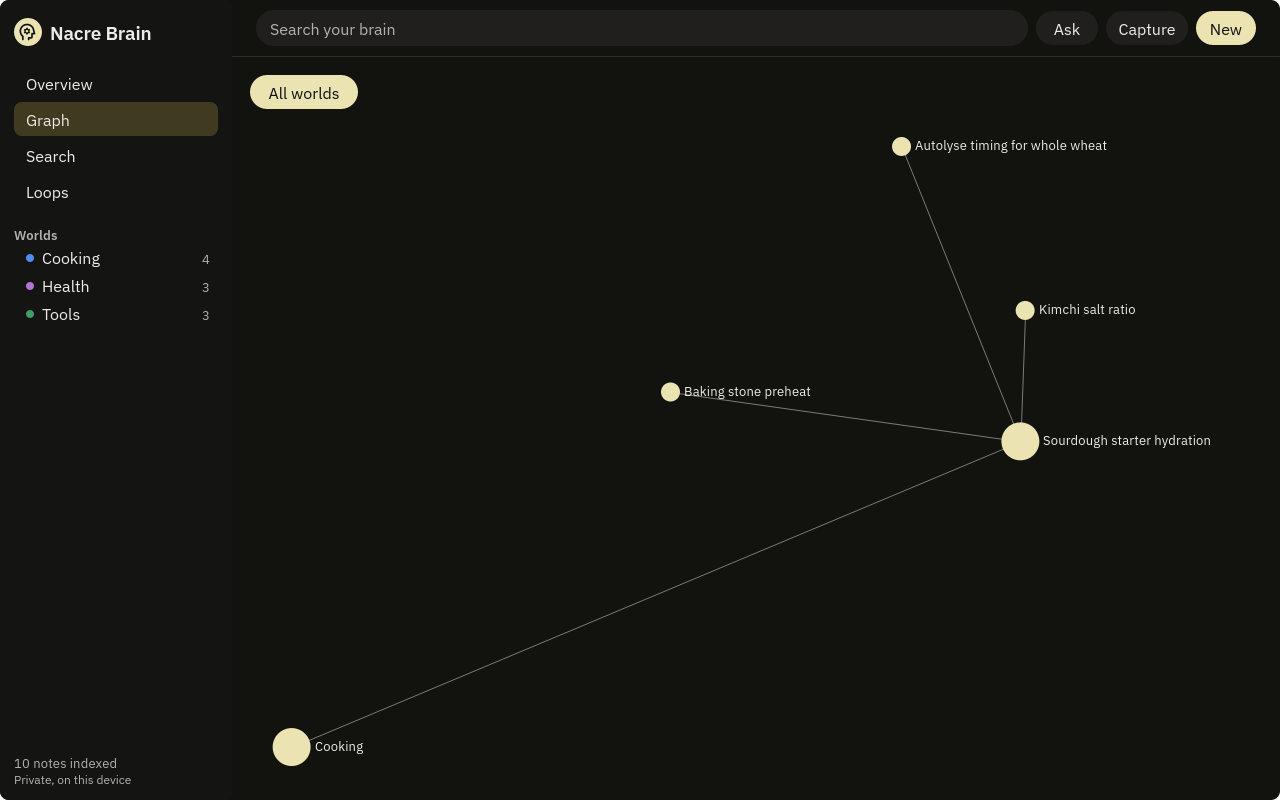 Nacre Brain
Search your brain
Ask
Capture
New
Overview
Graph
Search
Loops
Worlds
Cooking 4
Health 3
Tools 3
All worlds
Autolyse timing for whole wheat
Kimchi salt ratio
Baking stone preheat
Sourdough starter hydration
Cooking
10 notes indexed
Private, on this device